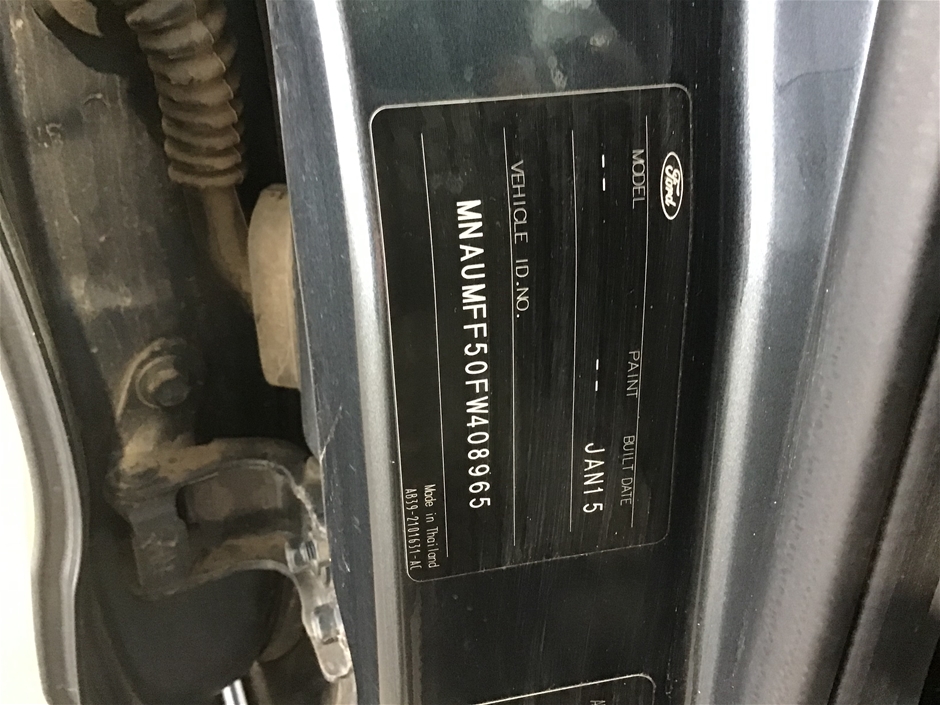 Ford
MODEL PAINT BUILT DATE
-- -- JAN15
VEHICLE ID.NO.
MNAUMFF50FW408965
Made in Thailand
AB39-2101631-AC